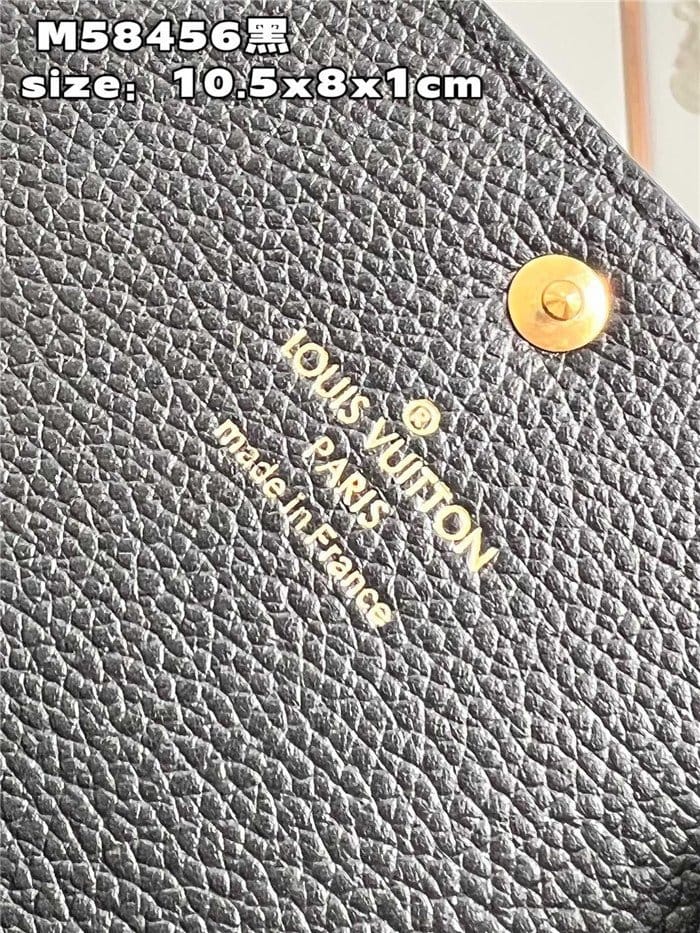 M58456黑
size: 10.5x8x1cm
®
LOUIS VUITTON
PARIS
made in France